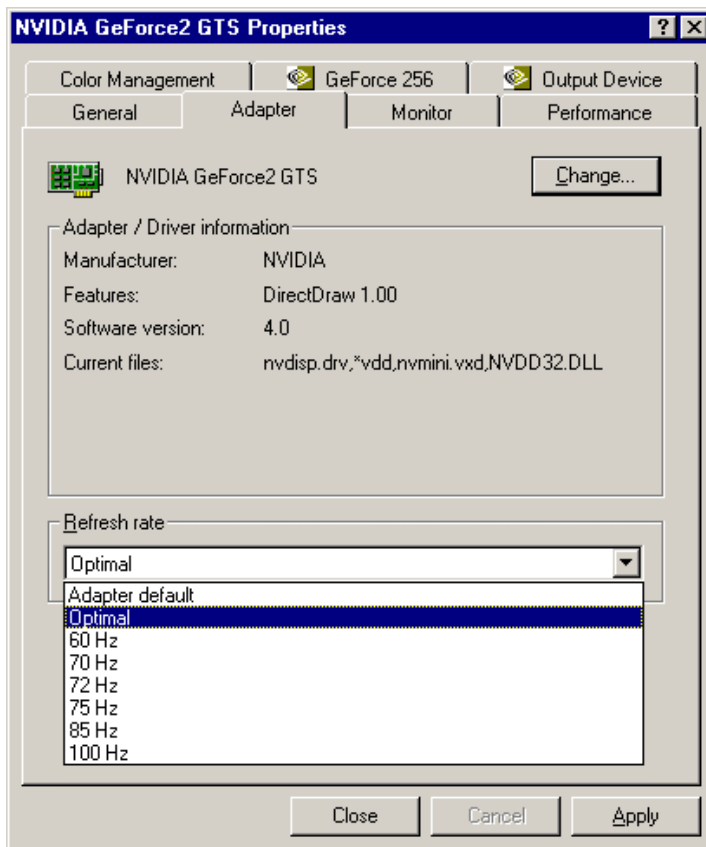 NVIDIA GeForce2 GTS Properties
Color Management GeForce 256 Output Device
General Adapter Monitor Performance
NVIDIA GeForce2 GTS Change...
Adapter / Driver information
Manufacturer: NVIDIA
Features: DirectDraw 1.00
Software version: 4.0
Current files: nvdisp.drv,*vdd,nvmini.vxd,NVDD32.DLL
Refresh rate
Optimal
Adapter default
Optimal
60 Hz
70 Hz
72 Hz
75 Hz
85 Hz
100 Hz
Close Cancel Apply